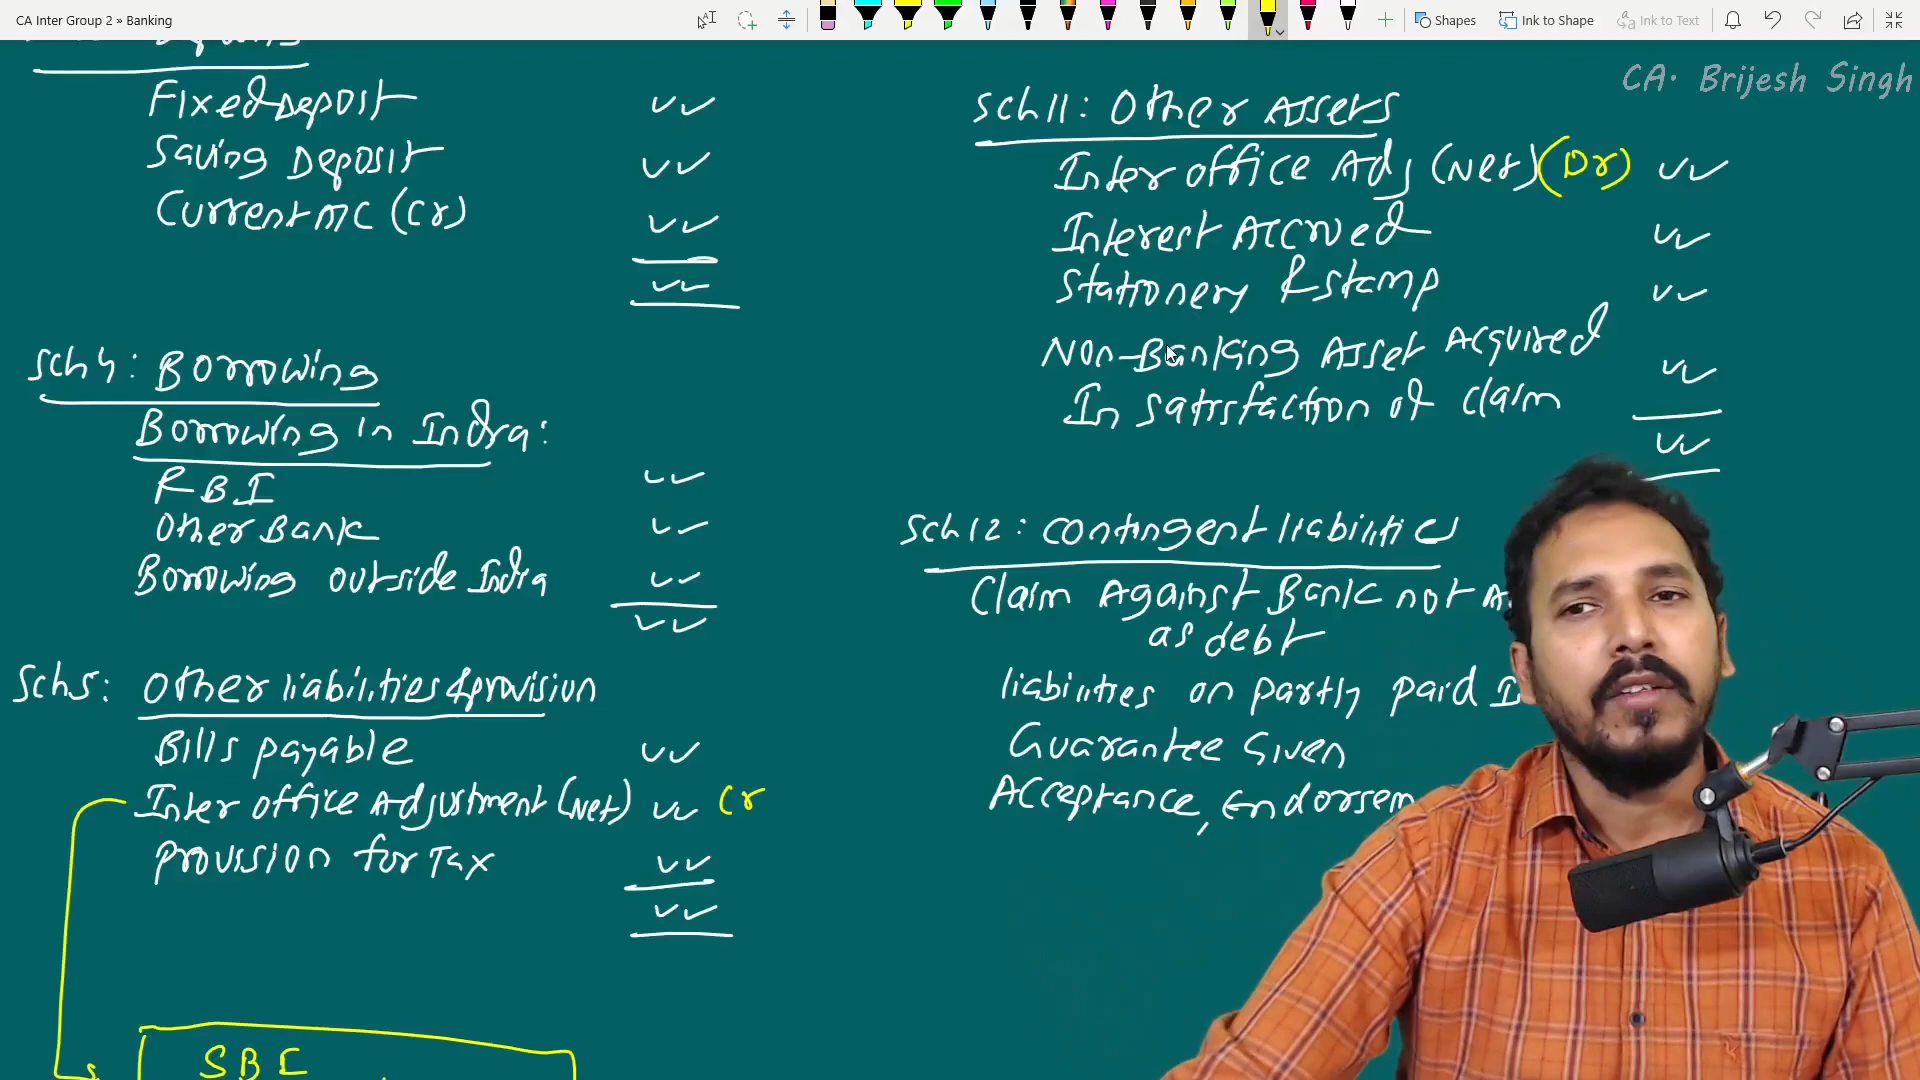 CA Inter Group 2 » Banking
Shapes
Ink to Shape
Ink to Text
CA. Brijesh Singh
Fixed Deposit
Saving Deposit
Current A/C (Cr)
Sch 4: Borrowing
Borrowing in India:
RBI
Other Bank
Borrowing outside India
Sch 5: Other liabilities & provision
Bills payable
Inter office Adjustment (Net) Cr
Provision for Tax
SBI
Sch 11: Other Assets
Inter office Adj (Net) (Dr)
Interest Accrued
Stationery & stamp
Non-Banking Asset Acquired
In satisfaction of claim
Sch 12: Contingent liabilities
Claim Against Bank not
as debt
liabilities on partly paid
Guarantee Given
Acceptance,